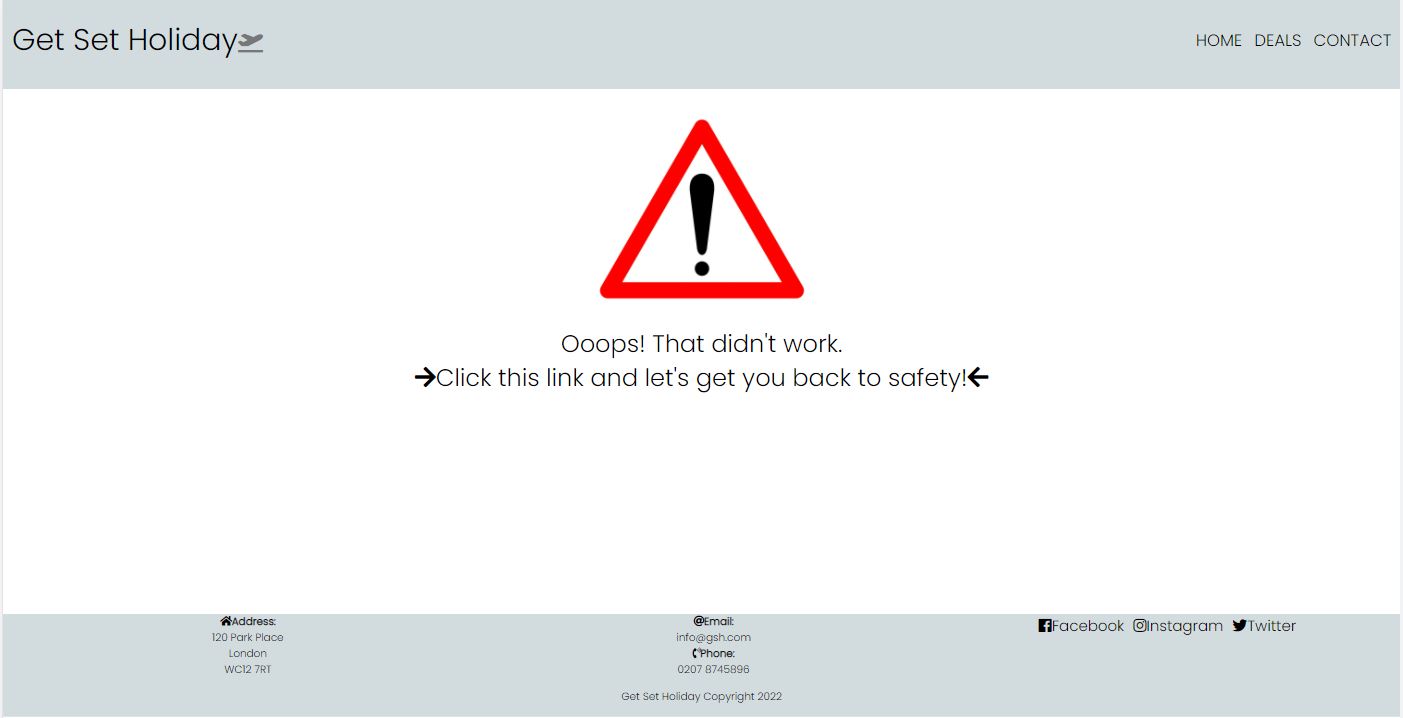 Get Set Holiday
HOME DEALS CONTACT
Ooops! That didn't work.
Click this link and let's get you back to safety!
Address:
120 Park Place
London
WC12 7RT
Email:
info@gsh.com
Phone:
0207 8745896
Facebook Instagram Twitter
Get Set Holiday Copyright 2022